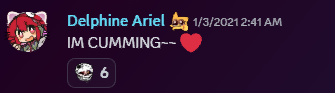 Delphine Ariel 1/3/2021 2:41 AM
IM CUMMING~~ ❤️
6